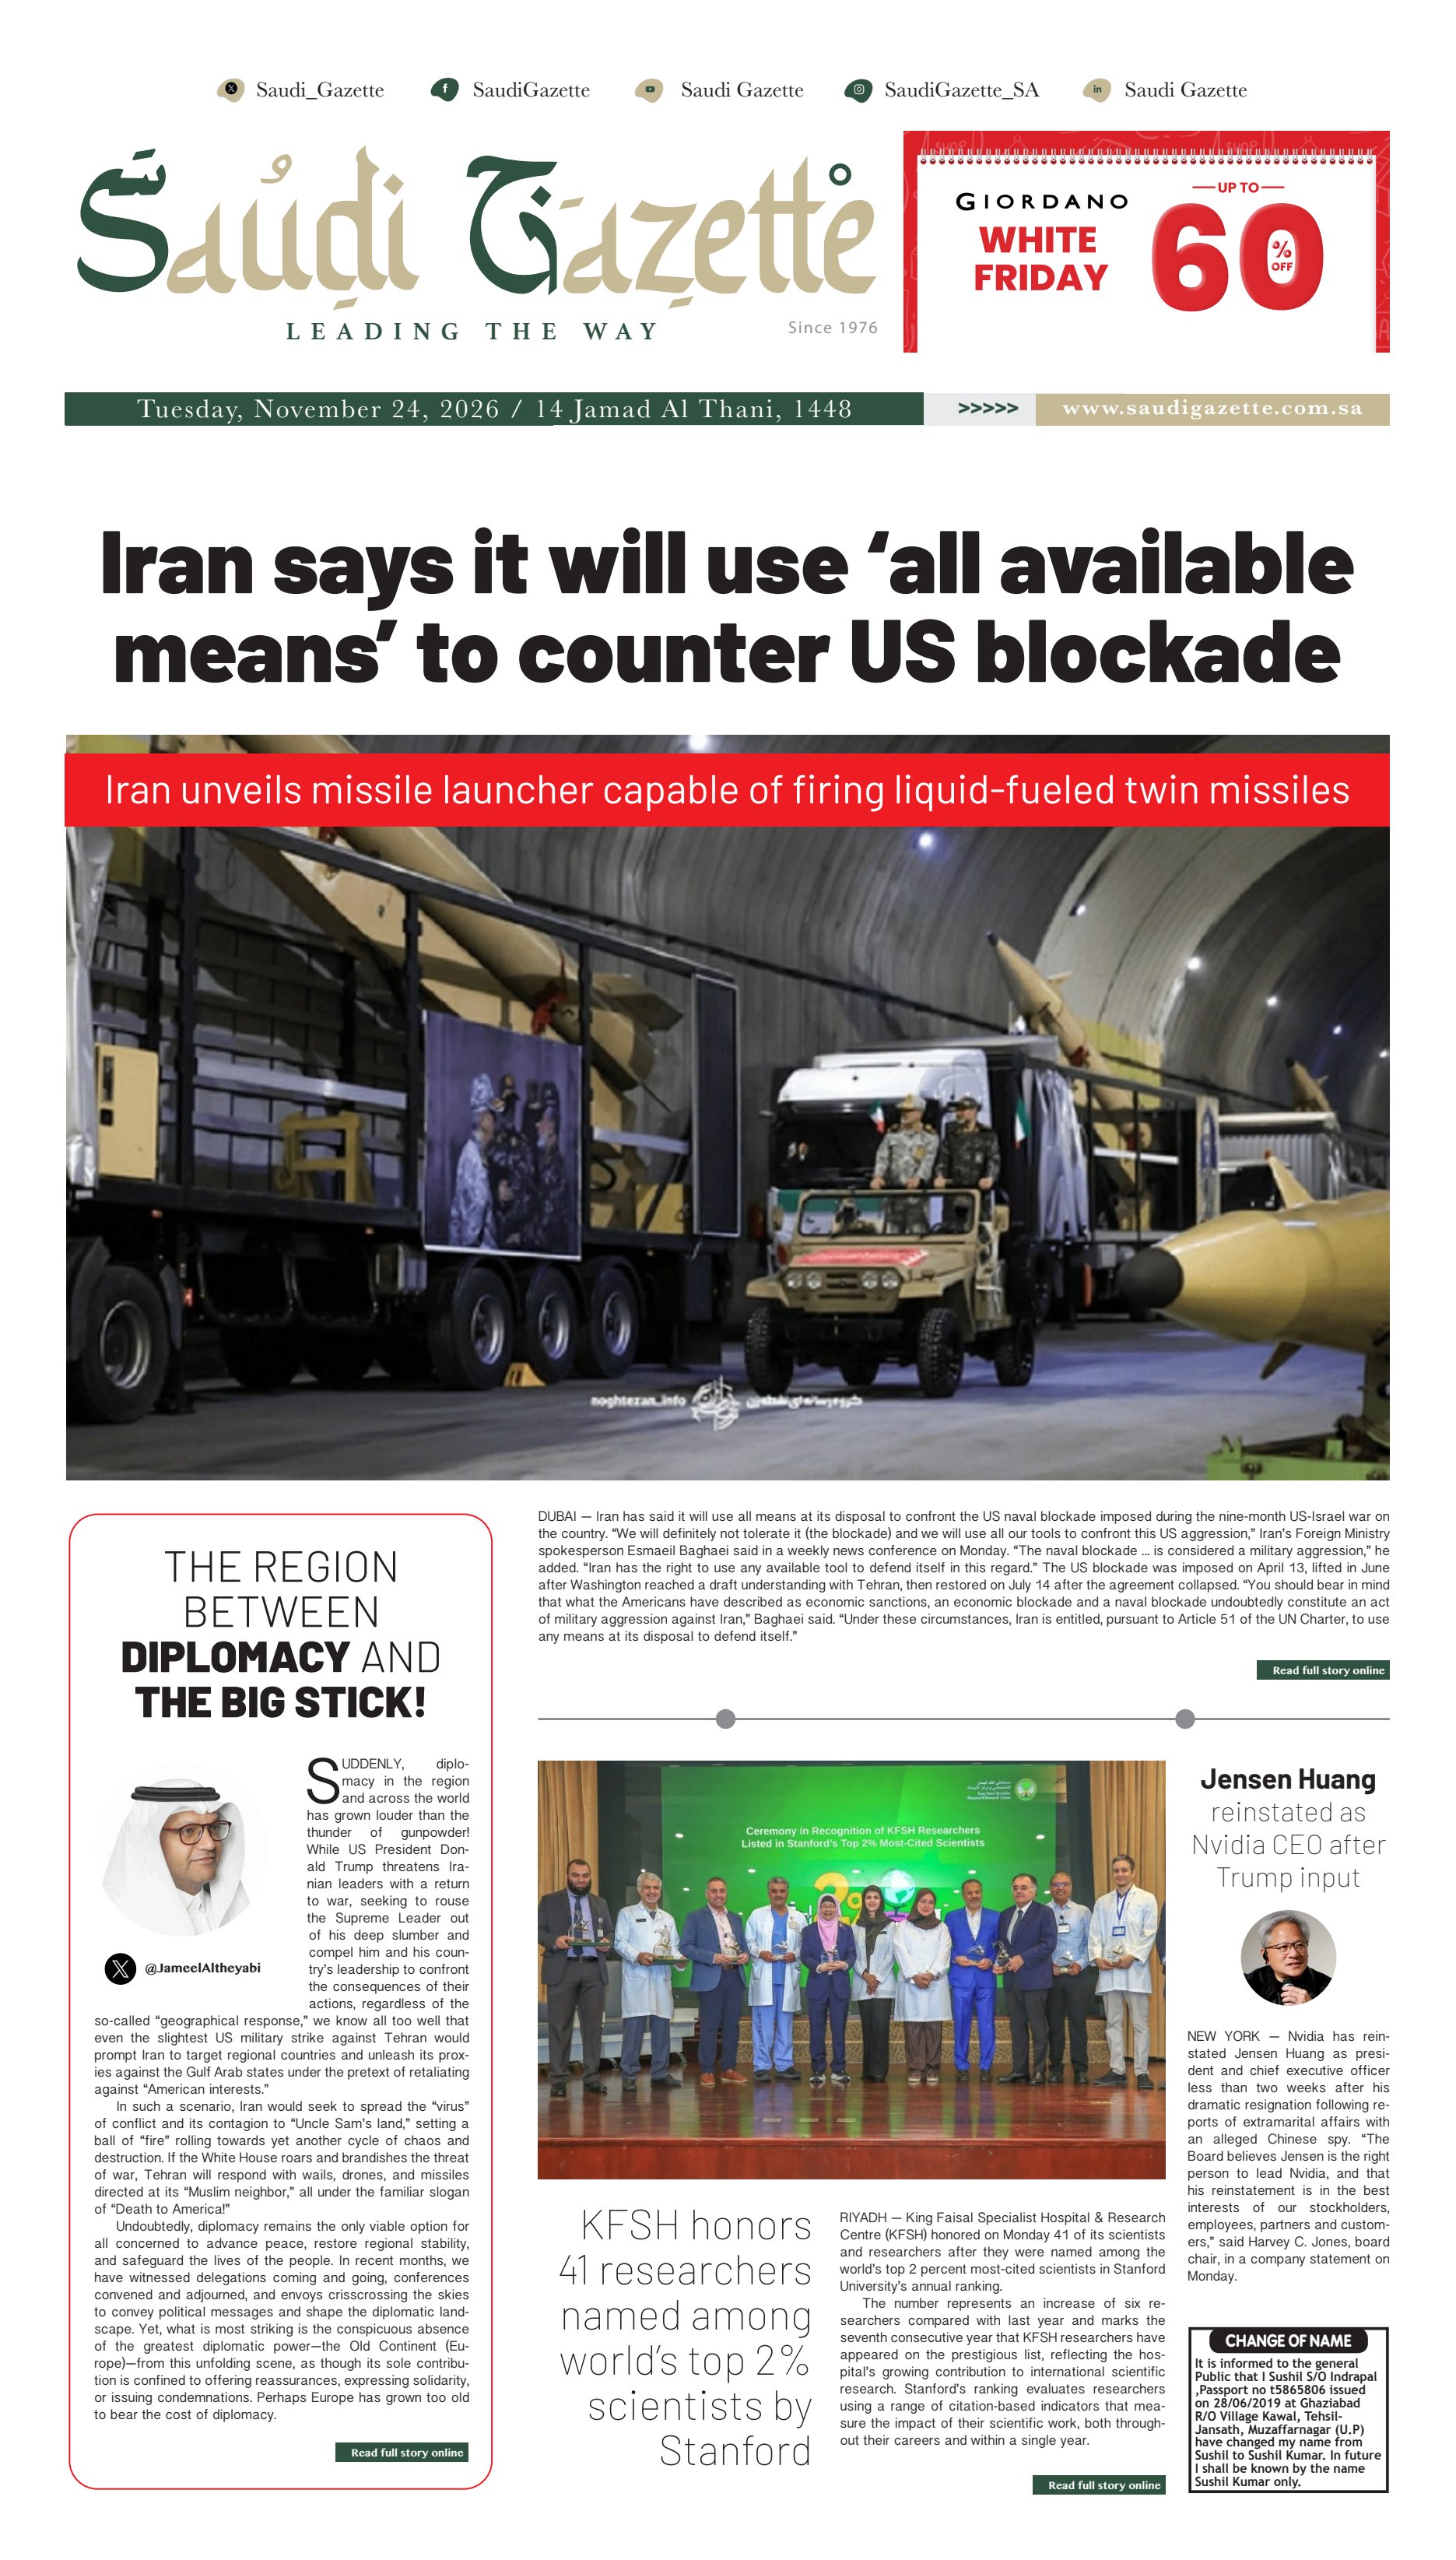 Saudi_Gazette
SaudiGazette
Saudi Gazette
SaudiGazette_SA
Saudi Gazette
Saudi Gazette
LEADING THE WAY
Since 1976
GIORDANO
WHITE
FRIDAY
UP TO
60
%
OFF
Tuesday, November 24, 2026 / 14 Jamad Al Thani, 1448
>>>>>
www.saudigazette.com.sa
Iran says it will use ‘all available
means’ to counter US blockade
Iran unveils missile launcher capable of firing liquid-fueled twin missiles
noghtezan_info
DUBAI — Iran has said it will use all means at its disposal to confront the US naval blockade imposed during the nine-month US-Israel war on
the country. “We will definitely not tolerate it (the blockade) and we will use all our tools to confront this US aggression,” Iran’s Foreign Ministry
spokesperson Esmaeil Baghaei said in a weekly news conference on Monday. “The naval blockade ... is considered a military aggression,” he
added. “Iran has the right to use any available tool to defend itself in this regard.” The US blockade was imposed on April 13, lifted in June
after Washington reached a draft understanding with Tehran, then restored on July 14 after the agreement collapsed. “You should bear in mind
that what the Americans have described as economic sanctions, an economic blockade and a naval blockade undoubtedly constitute an act
of military aggression against Iran,” Baghaei said. “Under these circumstances, Iran is entitled, pursuant to Article 51 of the UN Charter, to use
any means at its disposal to defend itself.”
Read full story online
THE REGION
BETWEEN
DIPLOMACY AND
THE BIG STICK!
@JameelAltheyabi
SUDDENLY, diplo-
macy in the region
and across the world
has grown louder than the
thunder of gunpowder!
While US President Don-
ald Trump threatens Ira-
nian leaders with a return
to war, seeking to rouse
the Supreme Leader out
of his deep slumber and
compel him and his coun-
try’s leadership to confront
the consequences of their
actions, regardless of the
so-called “geographical response,” we know all too well that
even the slightest US military strike against Tehran would
prompt Iran to target regional countries and unleash its prox-
ies against the Gulf Arab states under the pretext of retaliating
against “American interests.”
In such a scenario, Iran would seek to spread the “virus”
of conflict and its contagion to “Uncle Sam’s land,” setting a
ball of “fire” rolling towards yet another cycle of chaos and
destruction. If the White House roars and brandishes the threat
of war, Tehran will respond with wails, drones, and missiles
directed at its “Muslim neighbor,” all under the familiar slogan
of “Death to America!”
Undoubtedly, diplomacy remains the only viable option for
all concerned to advance peace, restore regional stability,
and safeguard the lives of the people. In recent months, we
have witnessed delegations coming and going, conferences
convened and adjourned, and envoys crisscrossing the skies
to convey political messages and shape the diplomatic land-
scape. Yet, what is most striking is the conspicuous absence
of the greatest diplomatic power—the Old Continent (Eu-
rope)—from this unfolding scene, as though its sole contribu-
tion is confined to offering reassurances, expressing solidarity,
or issuing condemnations. Perhaps Europe has grown too old
to bear the cost of diplomacy.
Read full story online
Ceremony in Recognition of KFSH Researchers
Listed in Stanford's Top 2% Most-Cited Scientists
KFSH honors
41 researchers
named among
world’s top 2%
scientists by
Stanford
RIYADH — King Faisal Specialist Hospital & Research
Centre (KFSH) honored on Monday 41 of its scientists
and researchers after they were named among the
world’s top 2 percent most-cited scientists in Stanford
University’s annual ranking.
The number represents an increase of six re-
searchers compared with last year and marks the
seventh consecutive year that KFSH researchers have
appeared on the prestigious list, reflecting the hos-
pital’s growing contribution to international scientific
research. Stanford’s ranking evaluates researchers
using a range of citation-based indicators that mea-
sure the impact of their scientific work, both through-
out their careers and within a single year.
Read full story online
Jensen Huang
reinstated as
Nvidia CEO after
Trump input
NEW YORK — Nvidia has rein-
stated Jensen Huang as presi-
dent and chief executive officer
less than two weeks after his
dramatic resignation following re-
ports of extramarital affairs with
an alleged Chinese spy. “The
Board believes Jensen is the right
person to lead Nvidia, and that
his reinstatement is in the best
interests of our stockholders,
employees, partners and custom-
ers,” said Harvey C. Jones, board
chair, in a company statement on
Monday.
CHANGE OF NAME
It is informed to the general
Public that I Sushil S/O Indrapal
,Passport no t5865806 issued
on 28/06/2019 at Ghaziabad
R/O Village Kawal, Tehsil-
Jansath, Muzaffarnagar (U.P)
have changed my name from
Sushil to Sushil Kumar. In future
I shall be known by the name
Sushil Kumar only.